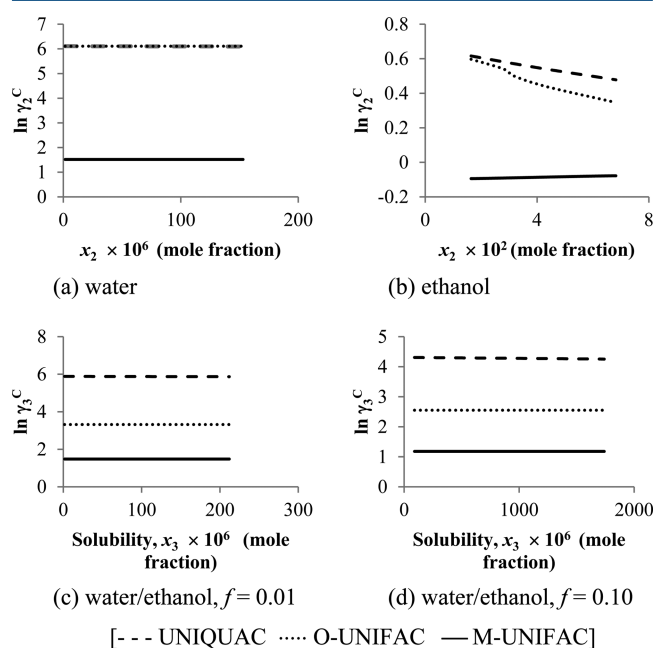 7
6
5
4
3
2
1
0
ln γ₂ᶜ
0 100 200
x₂ × 10⁶ (mole fraction)
(a) water
0.8
0.6
0.4
0.2
0
-0.2
ln γ₂ᶜ
0 4 8
x₂ × 10² (mole fraction)
(b) ethanol
8
6
4
2
0
ln γ₃ᶜ
0 100 200 300
Solubility, x₃ × 10⁶ (mole
fraction)
(c) water/ethanol, f = 0.01
5
4
3
2
1
0
ln γ₃ᶜ
0 1000 2000
Solubility, x₃ × 10⁶ (mole
fraction)
(d) water/ethanol, f = 0.10
[- - - UNIQUAC ····· O-UNIFAC — M-UNIFAC]